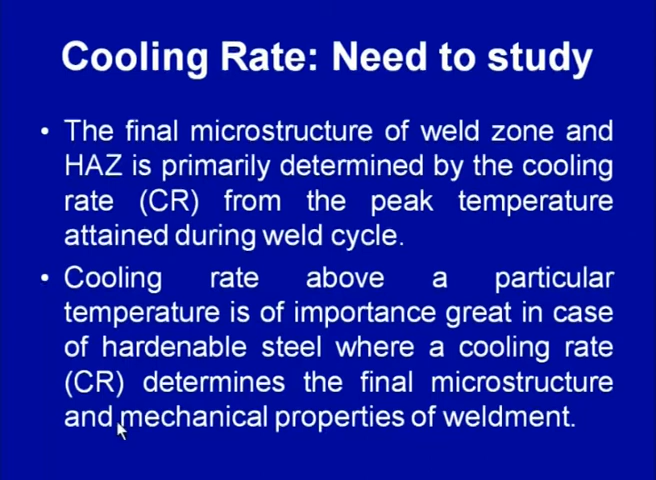 Cooling Rate: Need to study
• The final microstructure of weld zone and
HAZ is primarily determined by the cooling
rate (CR) from the peak temperature
attained during weld cycle.
• Cooling rate above a particular
temperature is of importance great in case
of hardenable steel where a cooling rate
(CR) determines the final microstructure
and mechanical properties of weldment.